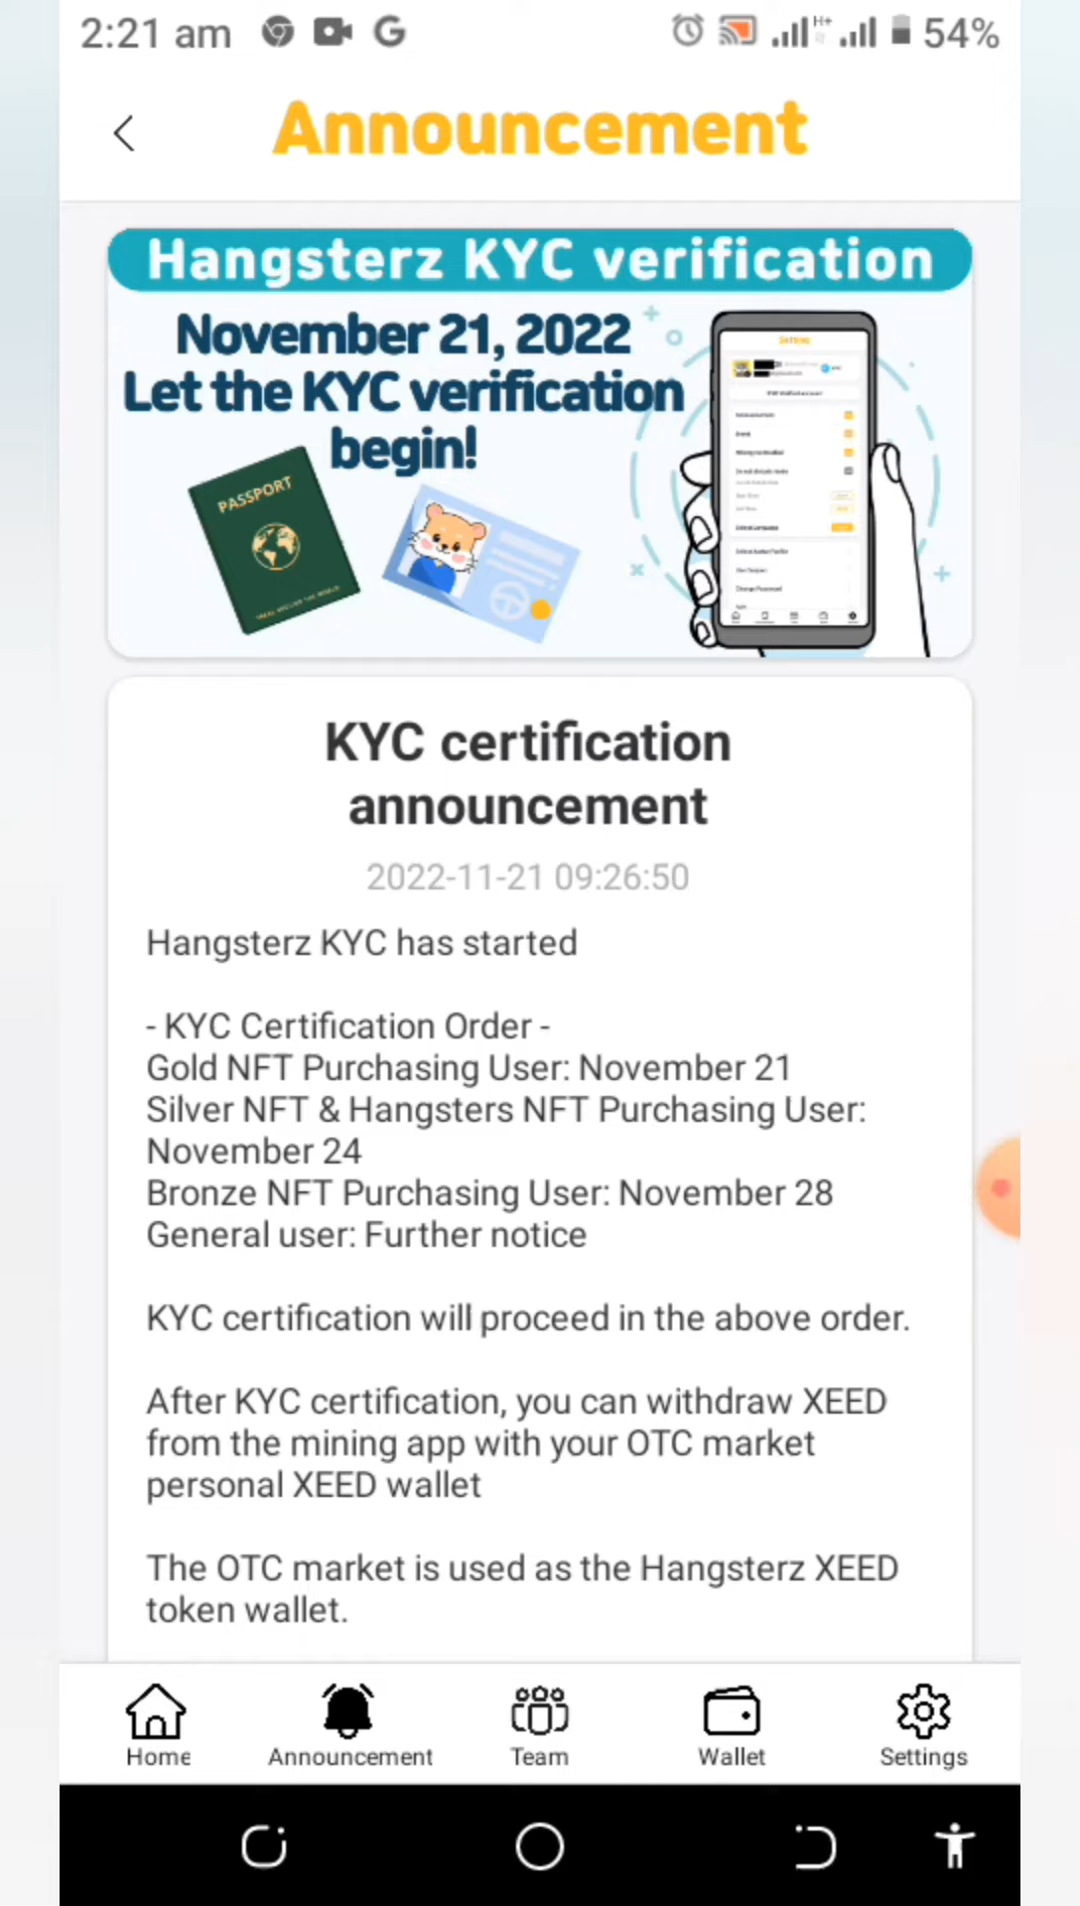 2:21 am
H+
54%
Announcement
Hangsterz KYC verification
November 21, 2022
Let the KYC verification
begin!
PASSPORT
Settings
KYC certification
announcement
2022-11-21 09:26:50
Hangsterz KYC has started
- KYC Certification Order -
Gold NFT Purchasing User: November 21
Silver NFT & Hangsters NFT Purchasing User:
November 24
Bronze NFT Purchasing User: November 28
General user: Further notice
KYC certification will proceed in the above order.
After KYC certification, you can withdraw XEED
from the mining app with your OTC market
personal XEED wallet
The OTC market is used as the Hangsterz XEED
token wallet.
Home
Announcement
Team
Wallet
Settings